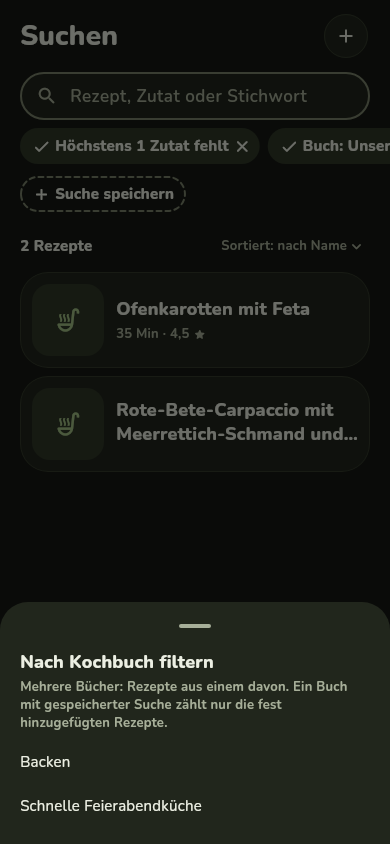 Suchen
Rezept, Zutat oder Stichwort
Höchstens 1 Zutat fehlt
Buch: Unser
Suche speichern
2 Rezepte
Sortiert: nach Name
Ofenkarotten mit Feta
35 Min · 4,5 ★
Rote-Bete-Carpaccio mit
Meerrettich-Schmand und…
Nach Kochbuch filtern
Mehrere Bücher: Rezepte aus einem davon. Ein Buch
mit gespeicherter Suche zählt nur die fest
hinzugefügten Rezepte.
Backen
Schnelle Feierabendküche